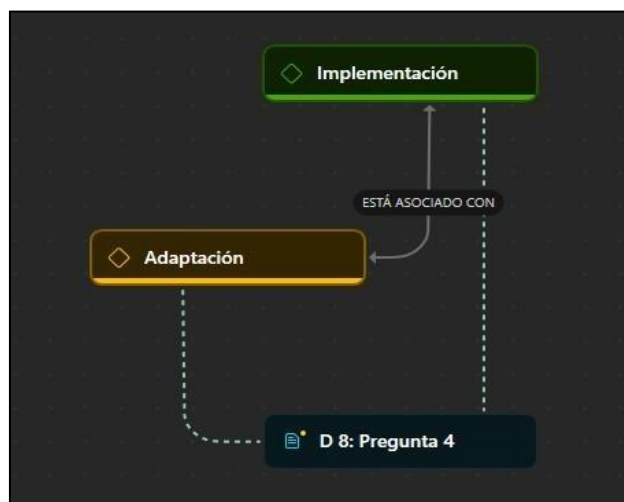 Implementación
ESTÁ ASOCIADO CON
Adaptación
D 8: Pregunta 4